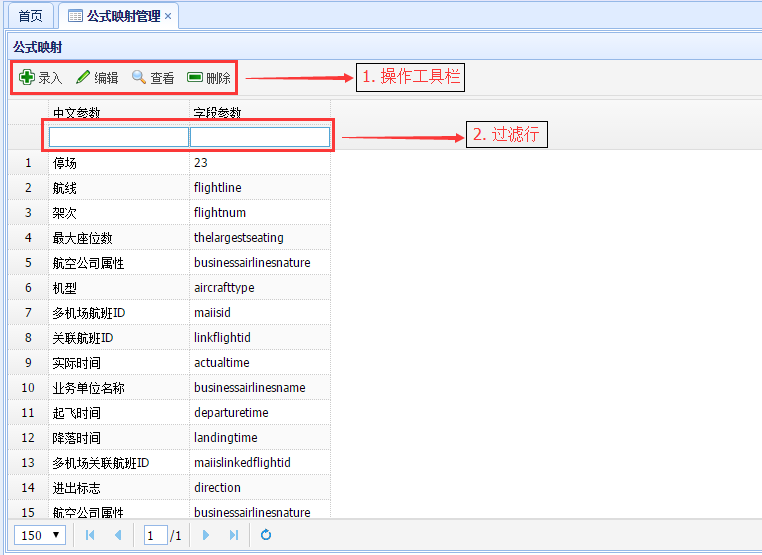 首页 公式映射管理 ×
公式映射
录入 编辑 查看 删除 1. 操作工具栏
中文参数 字段参数
2. 过滤行
1 停场 23
2 航线 flightline
3 架次 flightnum
4 最大座位数 thelargestseating
5 航空公司属性 businessairlinesnature
6 机型 aircrafttype
7 多机场航班ID maiisid
8 关联航班ID linkflightid
9 实际时间 actualtime
10 业务单位名称 businessairlinesname
11 起飞时间 departuretime
12 降落时间 landingtime
13 多机场关联航班ID maiislinkedflightid
14 进出标志 direction
15 航空公司属性 businessairlinesnature
150 1 /1